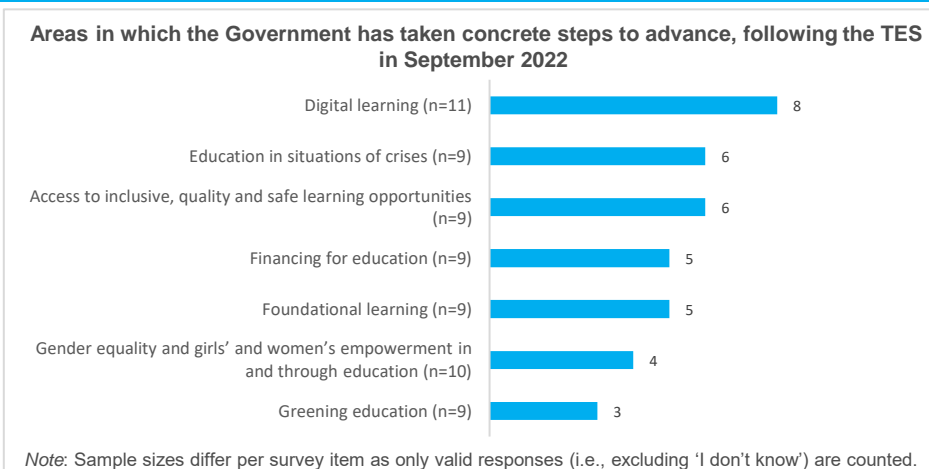 Areas in which the Government has taken concrete steps to advance, following the TES
in September 2022
Digital learning (n=11)
8
Education in situations of crises (n=9)
6
Access to inclusive, quality and safe learning opportunities
(n=9)
6
Financing for education (n=9)
5
Foundational learning (n=9)
5
Gender equality and girls’ and women’s empowerment in
and through education (n=10)
4
Greening education (n=9)
3
Note: Sample sizes differ per survey item as only valid responses (i.e., excluding ‘I don’t know’) are counted.